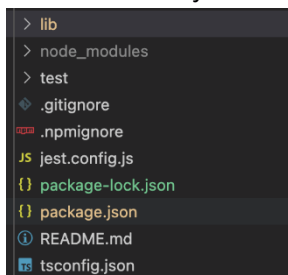 > lib
> node_modules
> test
.gitignore
npm .npmignore
JS jest.config.js
{} package-lock.json
{} package.json
README.md
TS tsconfig.json